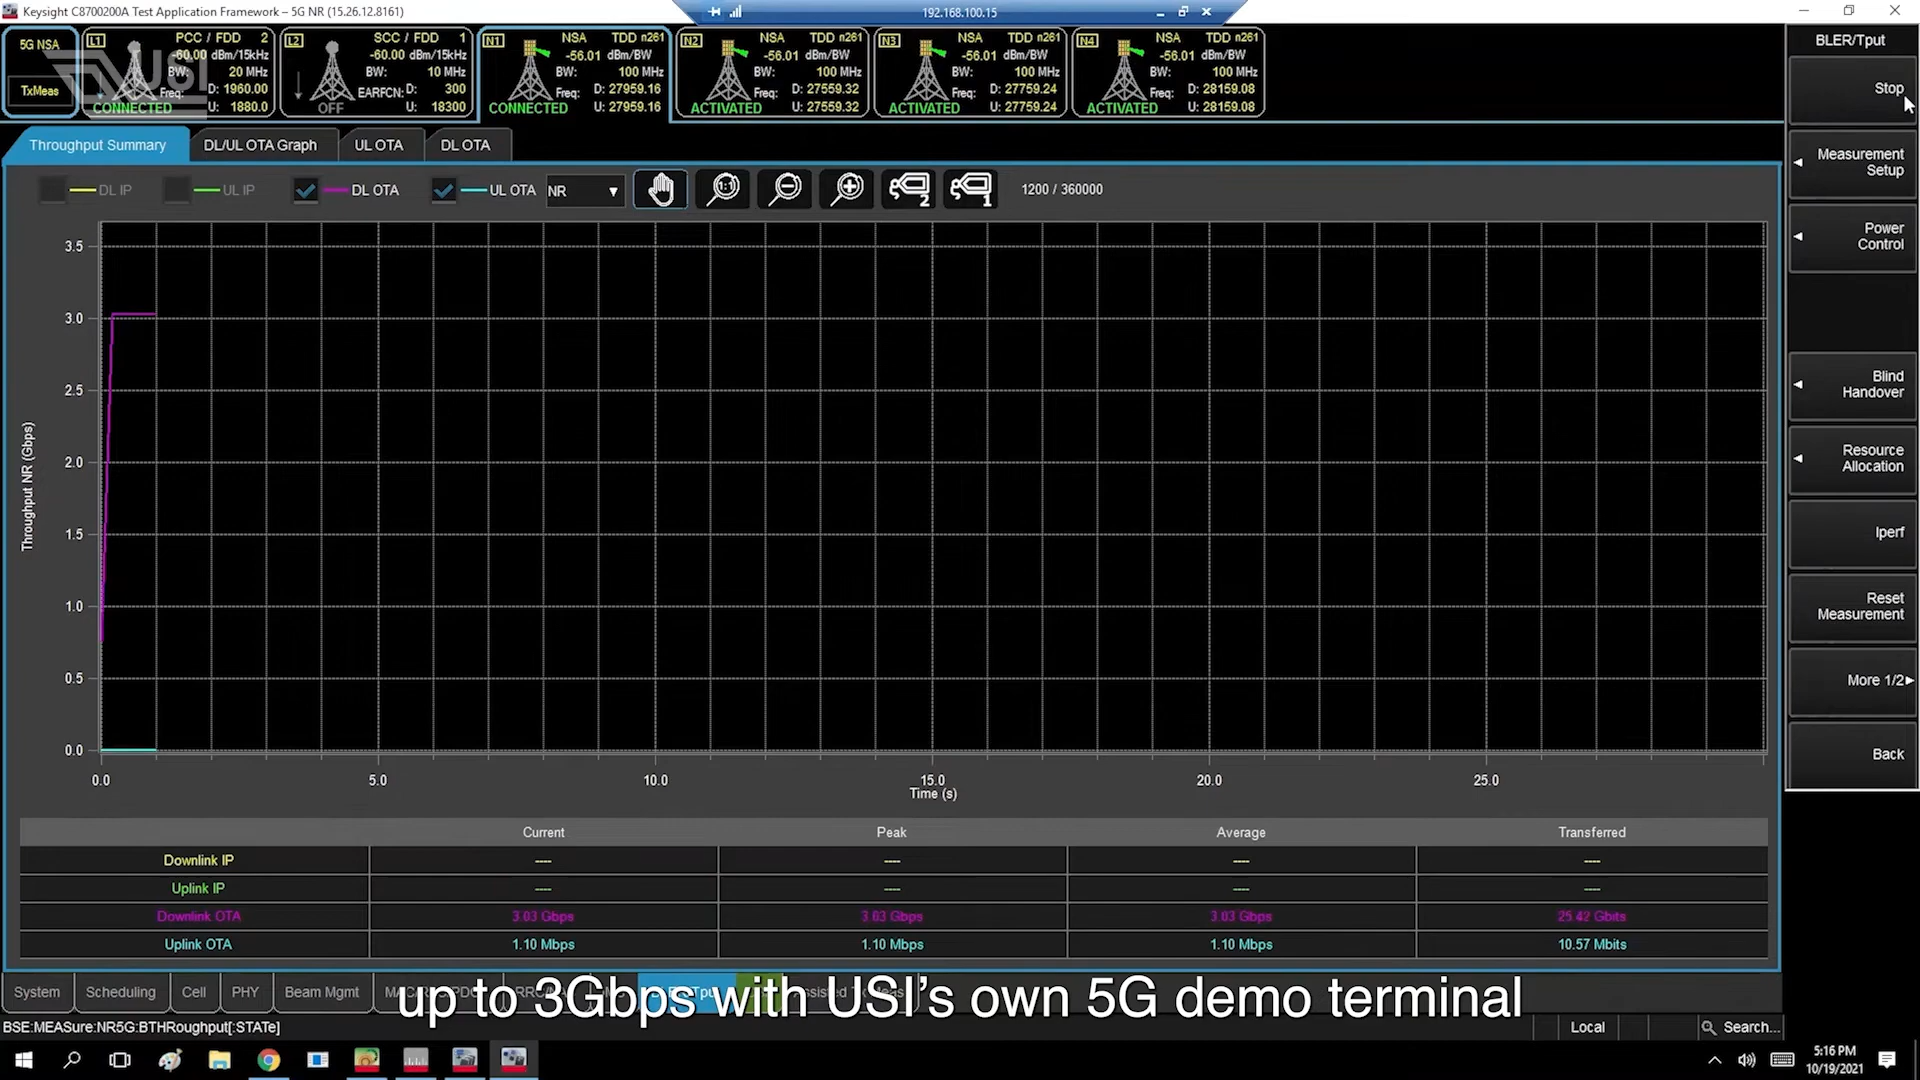 Keysight C8700200A Test Application Framework – 5G NR (15.26.12.8161)
192.168.100.15
5G NSA
TxMeas
USI
L1 PCC / FDD 2
-60.00 dBm/15kHz
BW: 20 MHz
Freq: D: 1960.00
U: 1880.0
CONNECTED
L2 SCC / FDD 1
-60.00 dBm/15kHz
BW: 10 MHz
EARFCN: D: 300
U: 18300
OFF
N1 NSA TDD n261
-56.01 dBm/BW
BW: 100 MHz
Freq: D: 27959.16
U: 27959.16
CONNECTED
N2 NSA TDD n261
-56.01 dBm/BW
BW: 100 MHz
Freq: D: 27559.32
U: 27559.32
ACTIVATED
N3 NSA TDD n261
-56.01 dBm/BW
BW: 100 MHz
Freq: D: 27759.24
U: 27759.24
ACTIVATED
N4 NSA TDD n261
-56.01 dBm/BW
BW: 100 MHz
Freq: D: 28159.08
U: 28159.08
ACTIVATED
BLER/Tput
Stop
Measurement
Setup
Power
Control
Blind
Handover
Resource
Allocation
Iperf
Reset
Measurement
More 1/2
Back
Throughput Summary DL/UL OTA Graph UL OTA DL OTA
DL IP UL IP DL OTA UL OTA NR 1:1 2 1 1200 / 360000
Throughput NR (Gbps)
3.5
3.0
2.5
2.0
1.5
1.0
0.5
0.0
0.0 5.0 10.0 15.0 20.0 25.0
Time (s)
Current Peak Average Transferred
Downlink IP ---- ---- ---- ----
Uplink IP ---- ---- ---- ----
Downlink OTA 3.03 Gbps 3.03 Gbps 3.03 Gbps 25.42 Gbits
Uplink OTA 1.10 Mbps 1.10 Mbps 1.10 Mbps 10.57 Mbits
System Scheduling Cell PHY Beam Mgmt
up to 3Gbps with USI's own 5G demo terminal
BSE:MEASure:NR5G:BTHRoughput[:STATe]
Local Search...
5:16 PM
10/19/2021